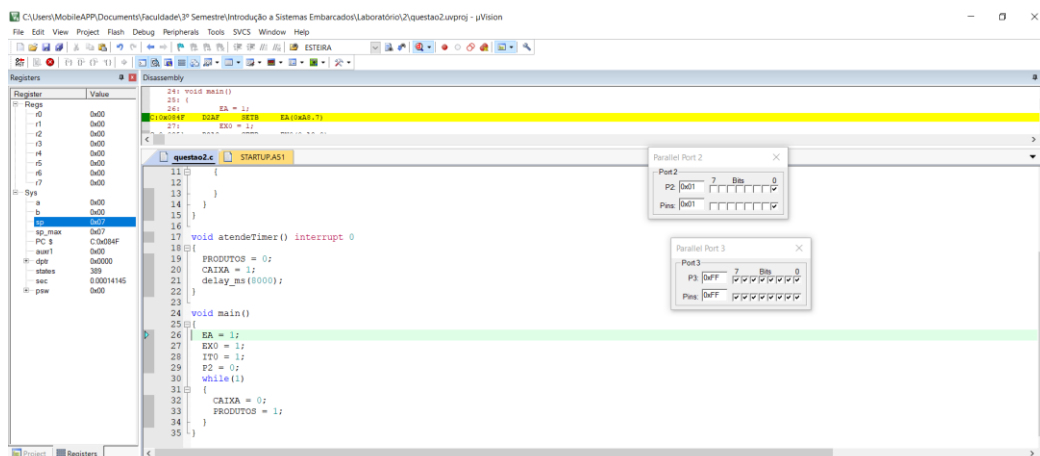 C:\Users\MobileAPP\Documents\Faculdade\3º Semestre\Introdução a Sistemas Embarcados\Laboratório\2\questao2.uvproj - µVision
File Edit View Project Flash Debug Peripherals Tools SVCS Window Help
ESTEIRA
Registers
Register Value
Regs
r0 0x00
r1 0x00
r2 0x00
r3 0x00
r4 0x00
r5 0x00
r6 0x00
r7 0x00
Sys
a 0x00
b 0x00
sp 0x07
sp_max 0x07
PC $ C:0x084F
auxr1 0x00
dptr 0x0000
states 389
sec 0.00014145
psw 0x00
Project Registers
Disassembly
24: void main()
25: {
26: EA = 1;
C:0x084F D2AF SETB EA(0xA8.7)
27: EX0 = 1;
questao2.c STARTUP.A51
11 {
12
13 }
14 }
15 }
16
17 void atendeTimer() interrupt 0
18 {
19 PRODUTOS = 0;
20 CAIXA = 1;
21 delay_ms(8000);
22 }
23
24 void main()
25 {
26 EA = 1;
27 EX0 = 1;
28 IT0 = 1;
29 P2 = 0;
30 while(1)
31 {
32 CAIXA = 0;
33 PRODUTOS = 1;
34 }
35 }
Parallel Port 2
Port2
P2: 0x01 7 Bits 0
Pins: 0x01
Parallel Port 3
Port3
P3: 0xFF 7 Bits 0
Pins: 0xFF